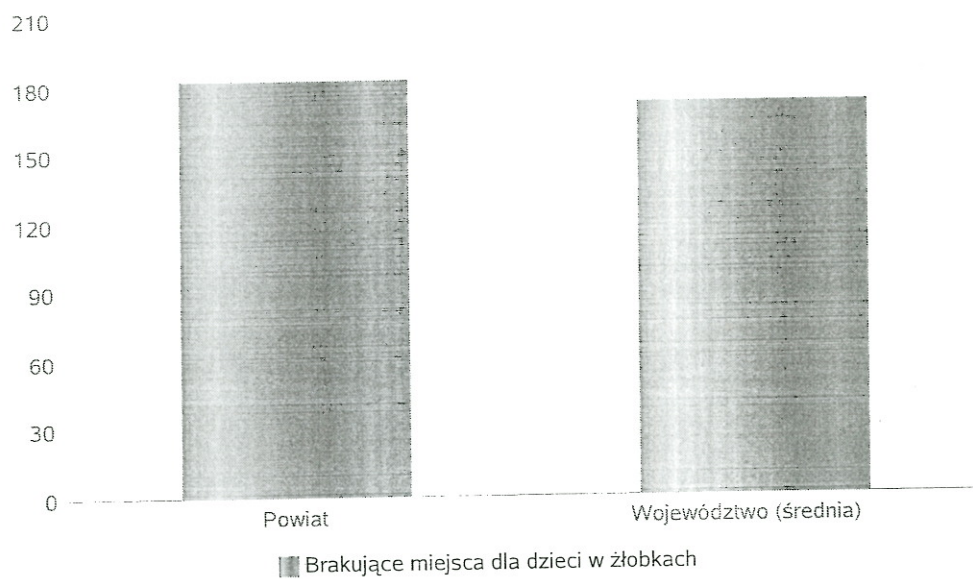 210
180
150
120
90
60
30
0
Powiat
Województwo (średnia)
Brakujące miejsca dla dzieci w żłobkach